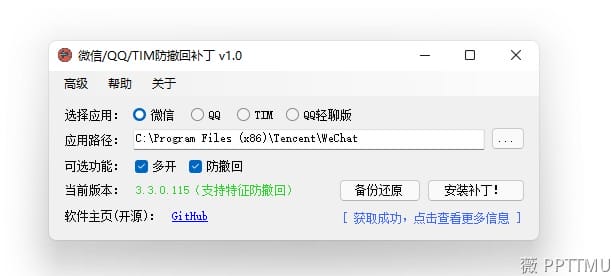 微信/QQ/TIM防撤回补丁 v1.0
高级 帮助 关于
选择应用： 微信 QQ TIM QQ轻聊版
应用路径： C:\Program Files (x86)\Tencent\WeChat ...
可选功能： 多开 防撤回
当前版本： 3.3.0.115（支持特征防撤回） 备份还原 安装补丁！
软件主页(开源)： GitHub [ 获取成功，点击查看更多信息 ]
薇 PPTTMU